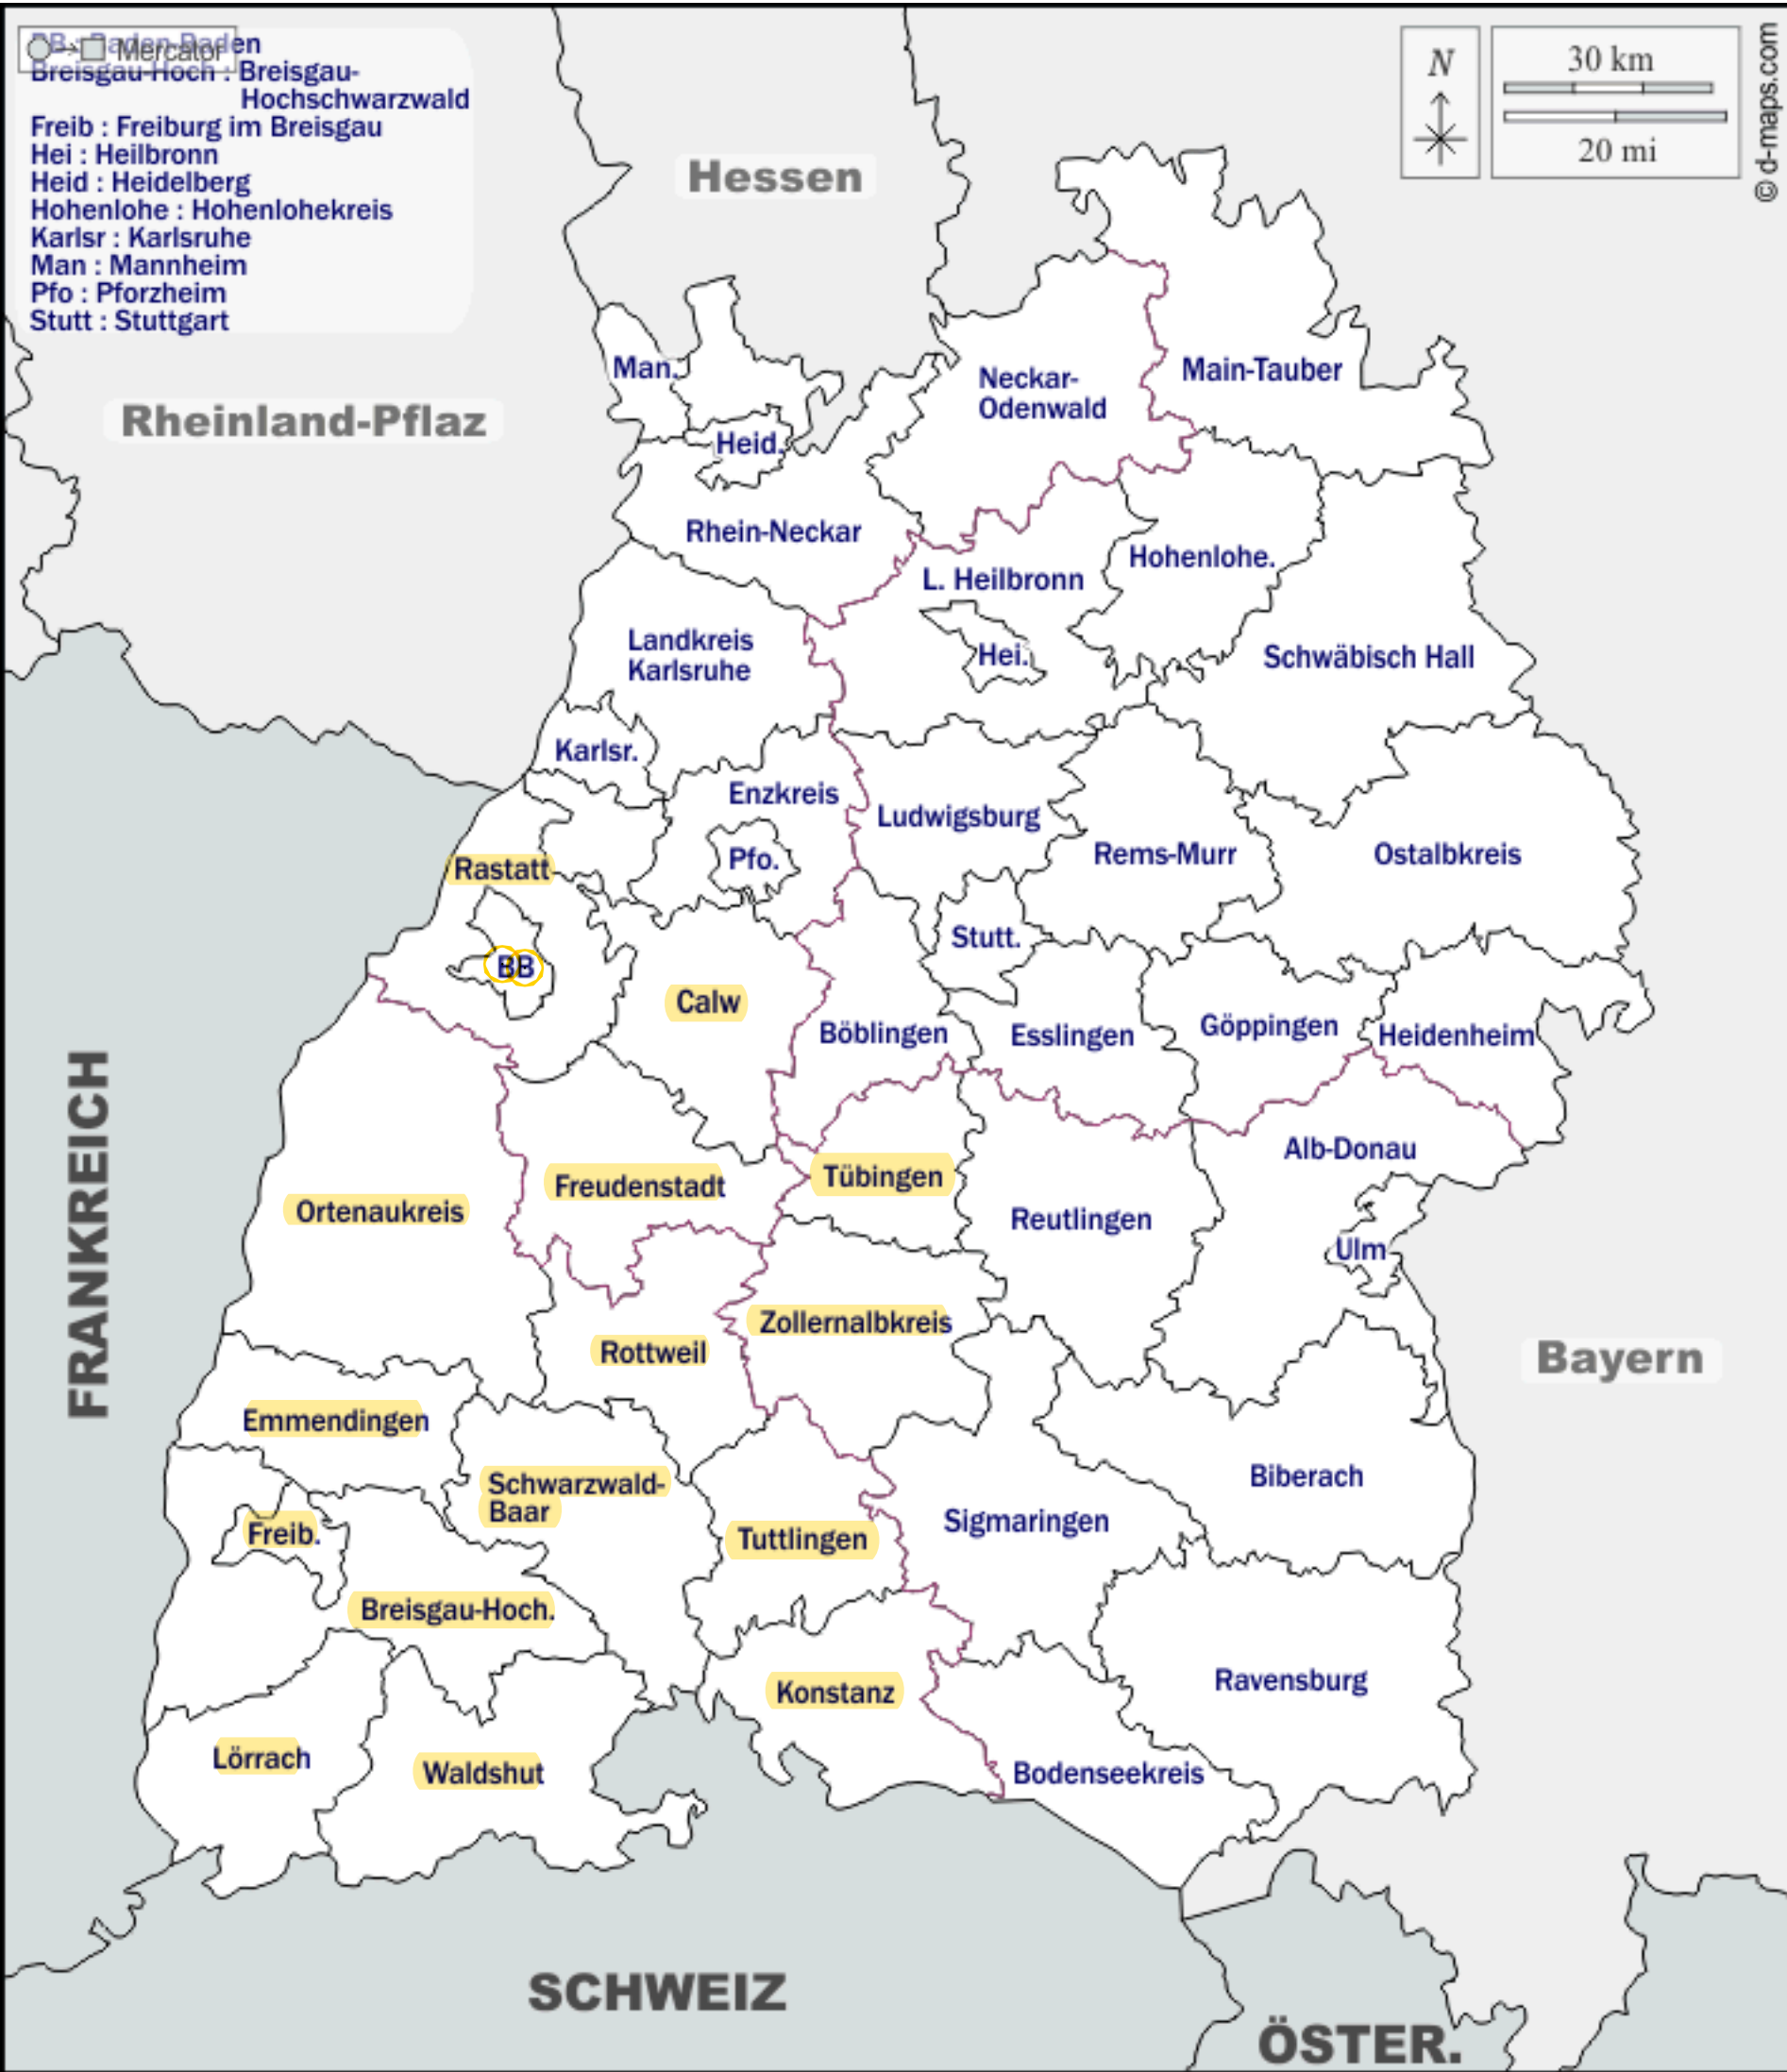 BB : Baden-Baden
Mercator
Breisgau-Hoch : Breisgau-
Hochschwarzwald
Freib : Freiburg im Breisgau
Hei : Heilbronn
Heid : Heidelberg
Hohenlohe : Hohenlohekreis
Karlsr : Karlsruhe
Man : Mannheim
Pfo : Pforzheim
Stutt : Stuttgart
N
30 km
20 mi
© d-maps.com
Hessen
Rheinland-Pflaz
Man.
Neckar-
Odenwald
Main-Tauber
Heid.
Rhein-Neckar
L. Heilbronn
Hohenlohe.
Landkreis
Karlsruhe
Hei.
Schwäbisch Hall
Karlsr.
Enzkreis
Ludwigsburg
Pfo.
Rems-Murr
Ostalbkreis
Rastatt
BB
Stutt.
Calw
Böblingen
Esslingen
Göppingen
Heidenheim
FRANKREICH
Alb-Donau
Freudenstadt
Tübingen
Ortenaukreis
Reutlingen
Ulm
Zollernalbkreis
Rottweil
Bayern
Emmendingen
Schwarzwald-
Baar
Biberach
Freib.
Tuttlingen
Sigmaringen
Breisgau-Hoch.
Konstanz
Ravensburg
Lörrach
Waldshut
Bodenseekreis
SCHWEIZ
ÖSTER.